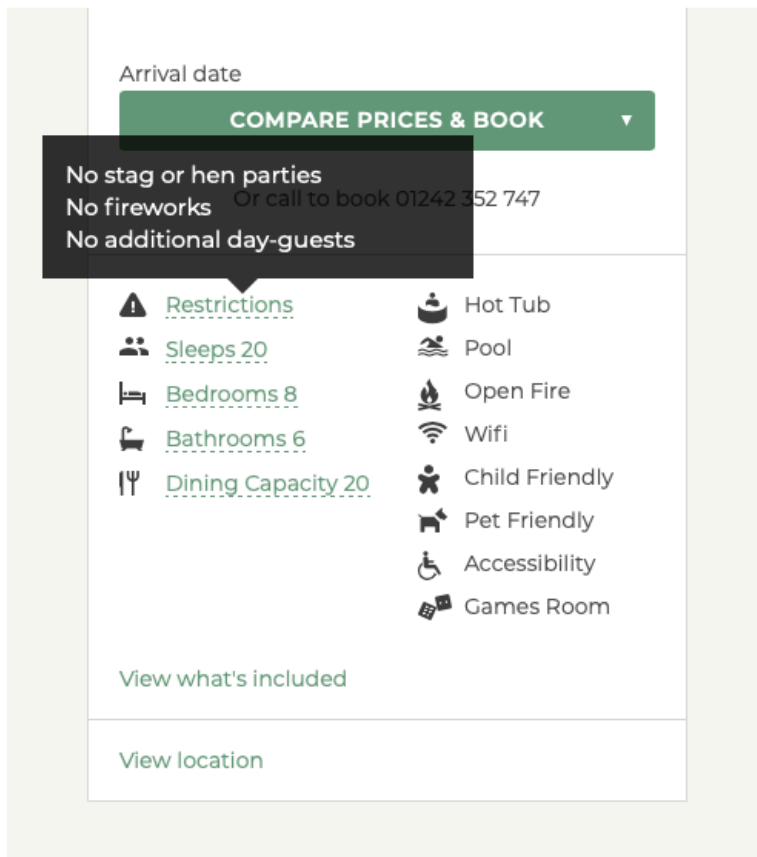 Arrival date
COMPARE PRICES & BOOK ▼
No stag or hen parties
No fireworks
No additional day-guests
Or call to book 01242 352 747
Restrictions
Sleeps 20
Bedrooms 8
Bathrooms 6
Dining Capacity 20
Hot Tub
Pool
Open Fire
Wifi
Child Friendly
Pet Friendly
Accessibility
Games Room
View what's included
View location